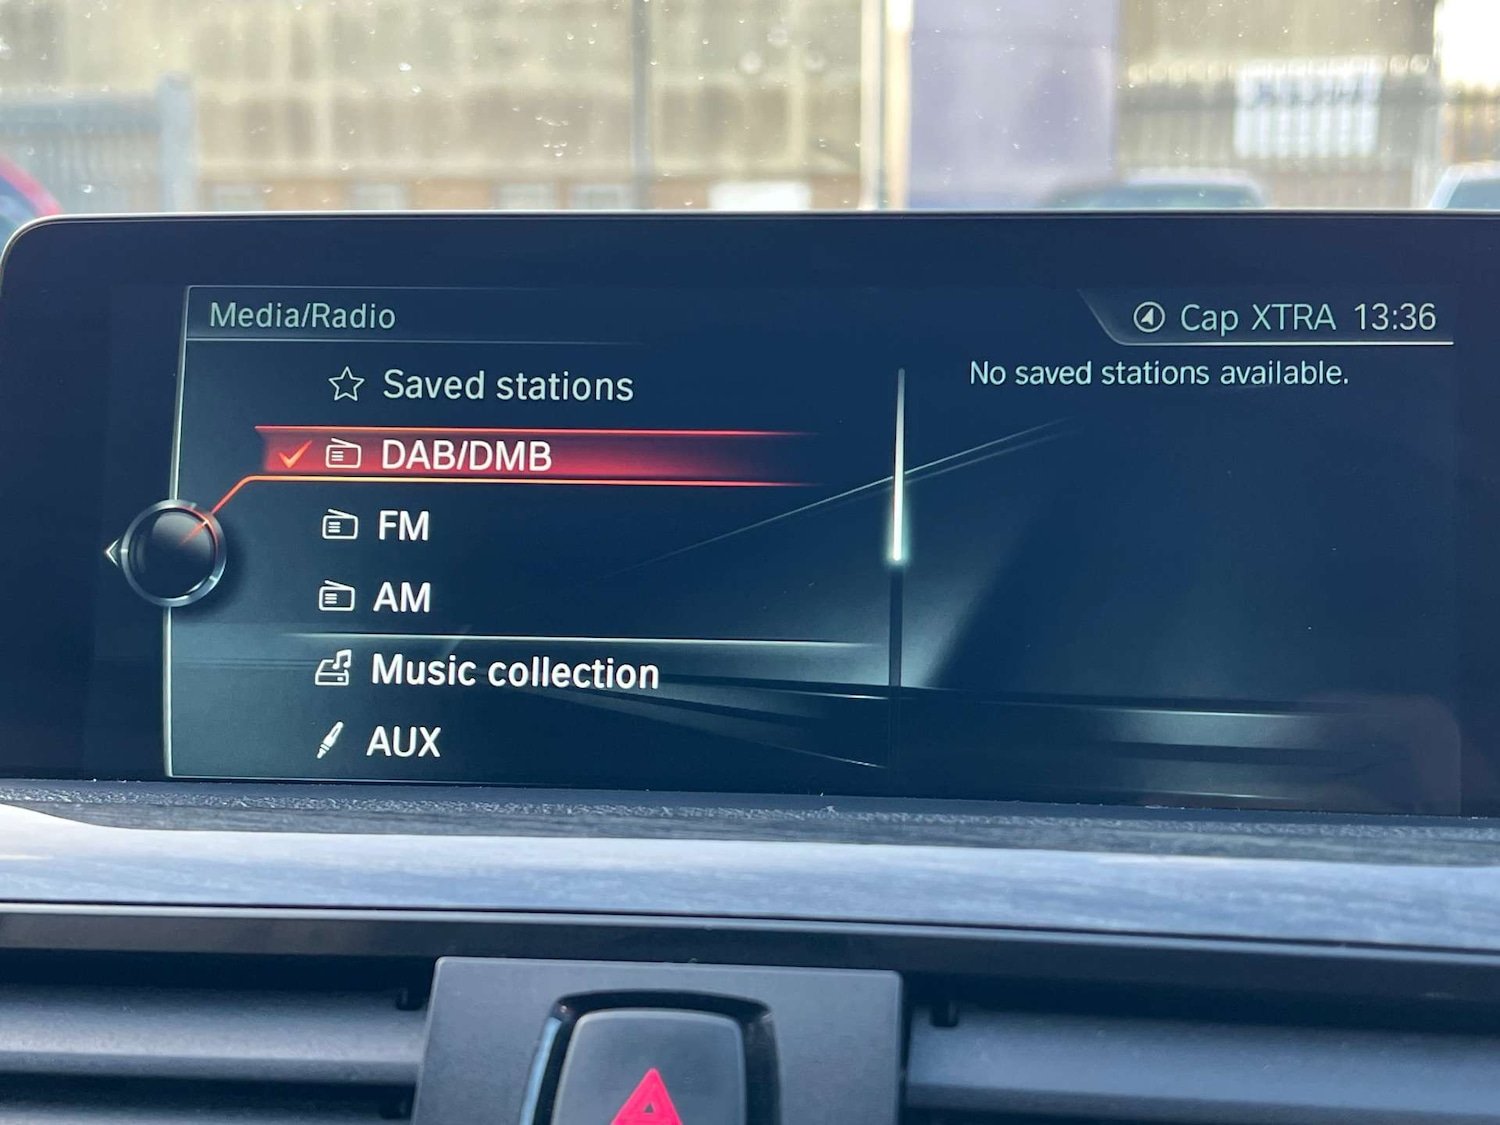 Media/Radio
Cap XTRA 13:36
Saved stations
No saved stations available.
DAB/DMB
FM
AM
Music collection
AUX